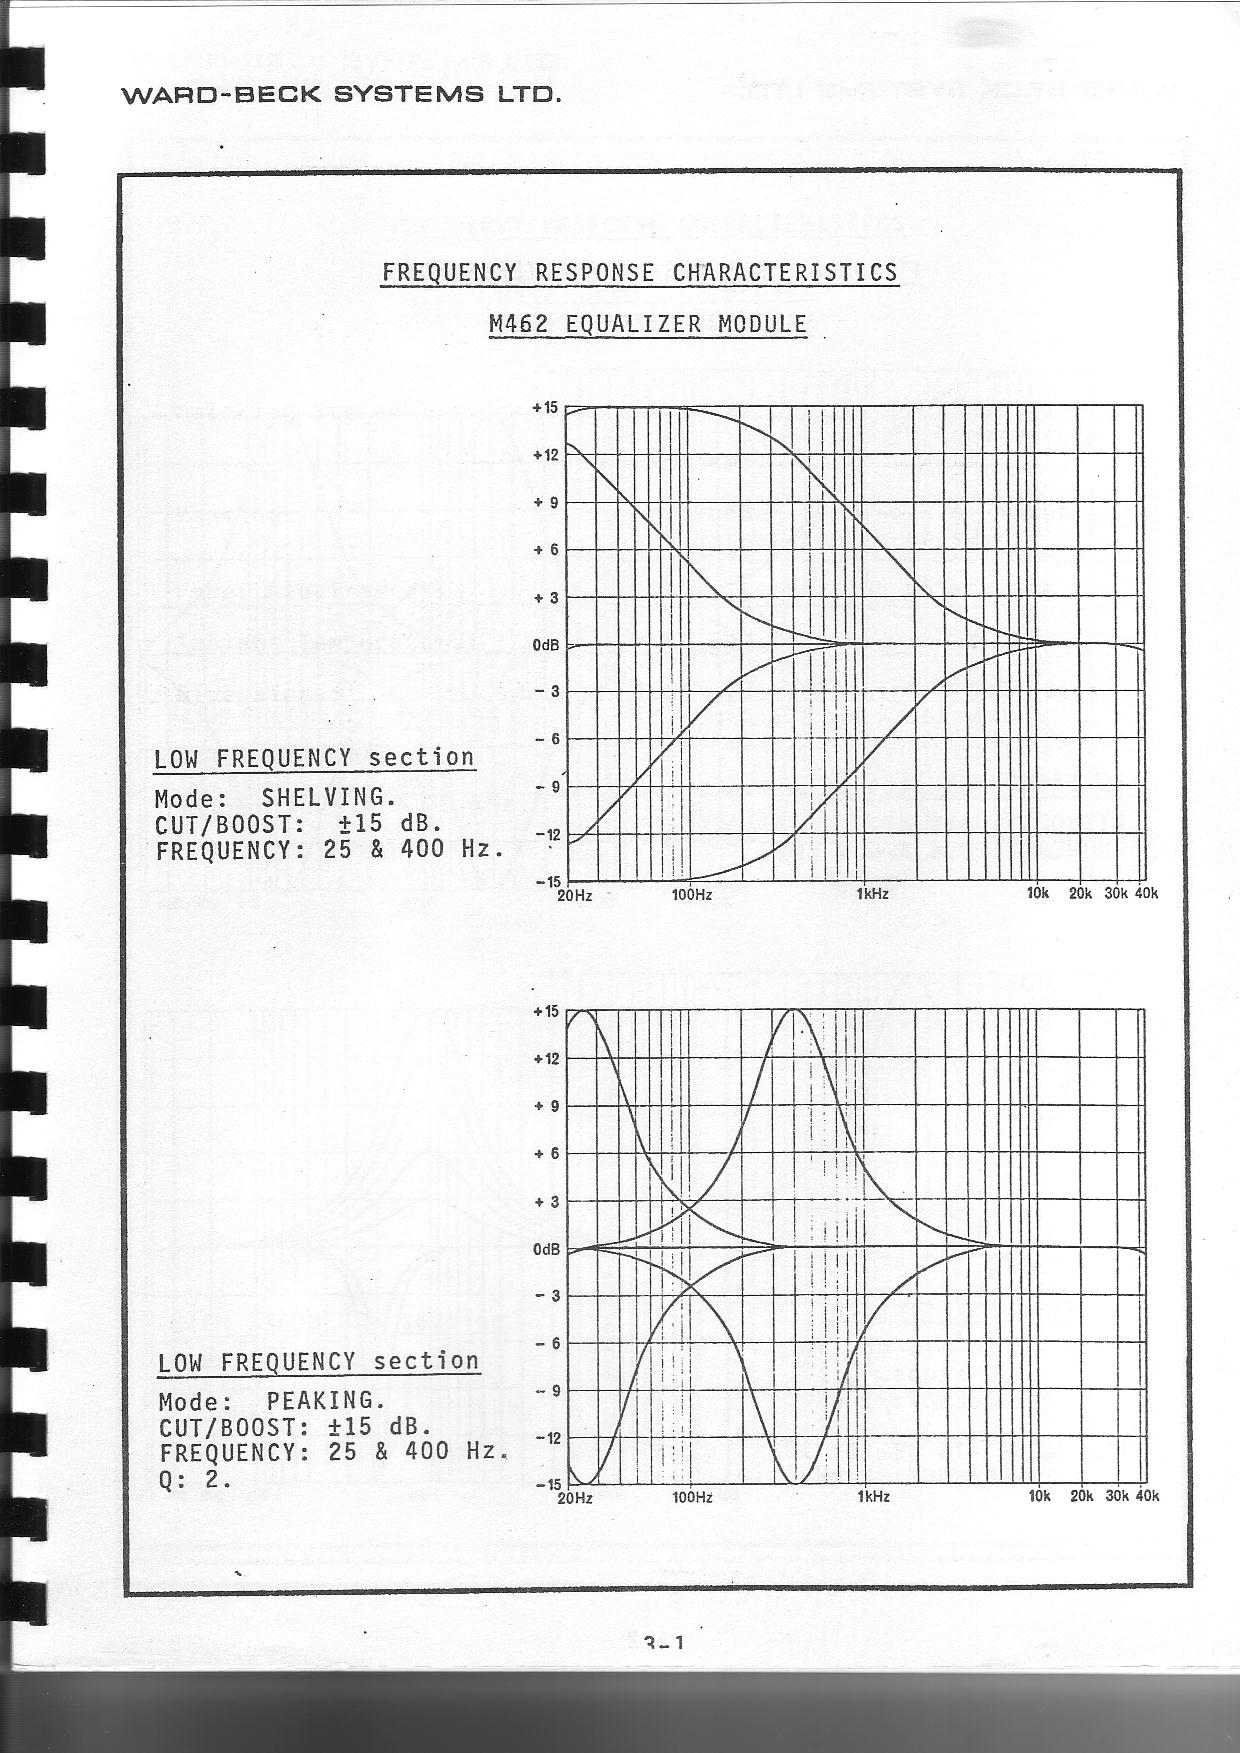 WARD-BECK SYSTEMS LTD.
FREQUENCY RESPONSE CHARACTERISTICS
M462 EQUALIZER MODULE
+15
+12
+ 9
+ 6
+ 3
0dB
- 3
- 6
- 9
-12
-15
20Hz 100Hz 1kHz 10k 20k 30k 40k
LOW FREQUENCY section
Mode: SHELVING.
CUT/BOOST: ±15 dB.
FREQUENCY: 25 & 400 Hz.
+15
+12
+ 9
+ 6
+ 3
0dB
- 3
- 6
- 9
-12
-15
20Hz 100Hz 1kHz 10k 20k 30k 40k
LOW FREQUENCY section
Mode: PEAKING.
CUT/BOOST: ±15 dB.
FREQUENCY: 25 & 400 Hz.
Q: 2.
3-1